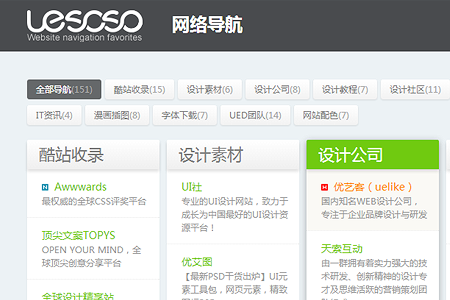 Lesoso
Website navigation favorites
网络导航
全部导航(151)
酷站收录(15)
设计素材(6)
设计公司(8)
设计教程(7)
设计社区(11)
IT资讯(4)
漫画插图(8)
字体下载(7)
UED团队(14)
网站配色(7)
酷站收录
Awwwards
最权威的全球CSS评奖平台
顶尖文案TOPYS
OPEN YOUR MIND，全
球顶尖创意分享平台
全球设计精享站
设计素材
UI社
专业的UI设计网站，致力于
成长为中国最好的UI设计资
源平台！
优艾图
【最新PSD干货出炉】UI元
素工具包，网页元素，精致
设计公司
优艺客（uelike）
国内知名WEB设计公司，
专注于企业品牌设计与研发
天索互动
由一群拥有着实力强大的技
术研发、创新精神的设计专
才及思维活跃的营销策划团